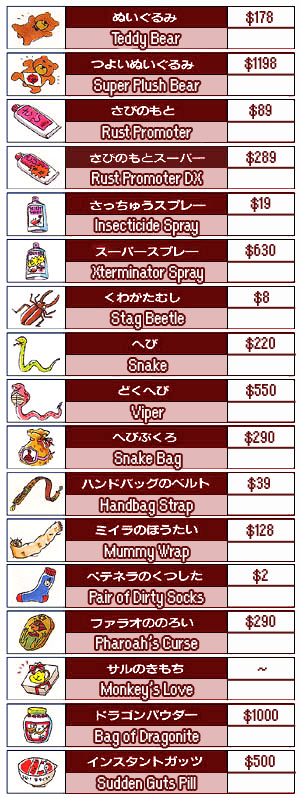 ぬいぐるみ $178
Teddy Bear
つよいぬいぐるみ $1198
Super Plush Bear
さびのもと $89
Rust Promoter
さびのもとスーパー $289
Rust Promoter DX
さっちゅうスプレー $19
Insecticide Spray
スーパースプレー $630
Xterminator Spray
くわがたむし $8
Stag Beetle
へび $220
Snake
どくへび $550
Viper
へびぶくろ $290
Snake Bag
ハンドバッグのベルト $39
Handbag Strap
ミイラのほうたい $128
Mummy Wrap
ペテネラのくつした $2
Pair of Dirty Socks
ファラオののろい $290
Pharoah's Curse
サルのきもち ~
Monkey's Love
ドラゴンパウダー $1000
Bag of Dragonite
インスタントガッツ $500
Sudden Guts Pill